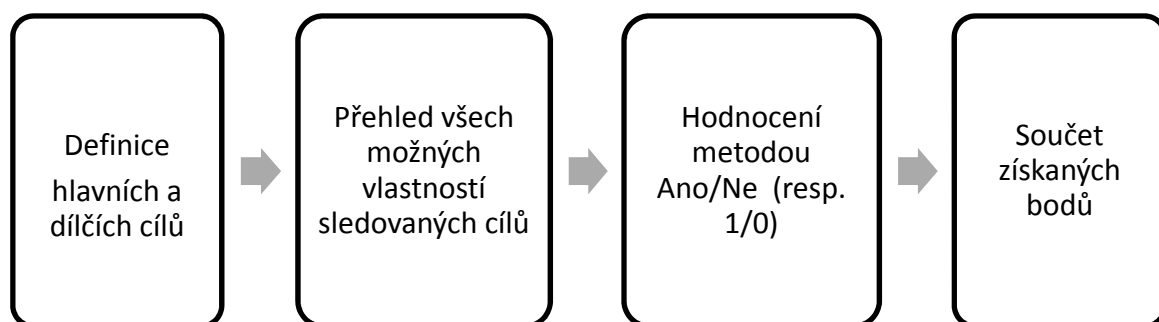 Definice
hlavních a
dílčích cílů
Přehled všech
možných
vlastností
sledovaných cílů
Hodnocení
metodou
Ano/Ne (resp.
1/0)
Součet
získaných
bodů